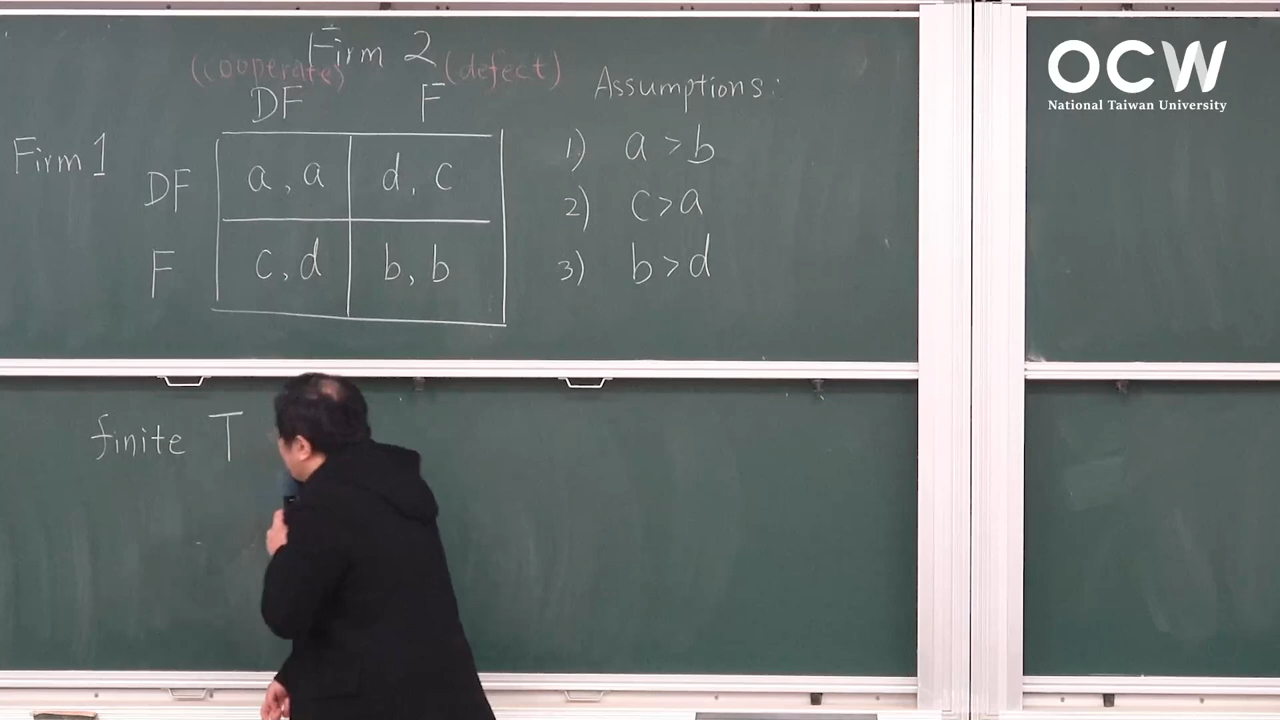 Firm 2
(cooperate) (defect)
DF F
Firm 1
DF a, a d, c
F c, d b, b
Assumptions:
1) a > b
2) c > a
3) b > d
finite T
OCW
National Taiwan University